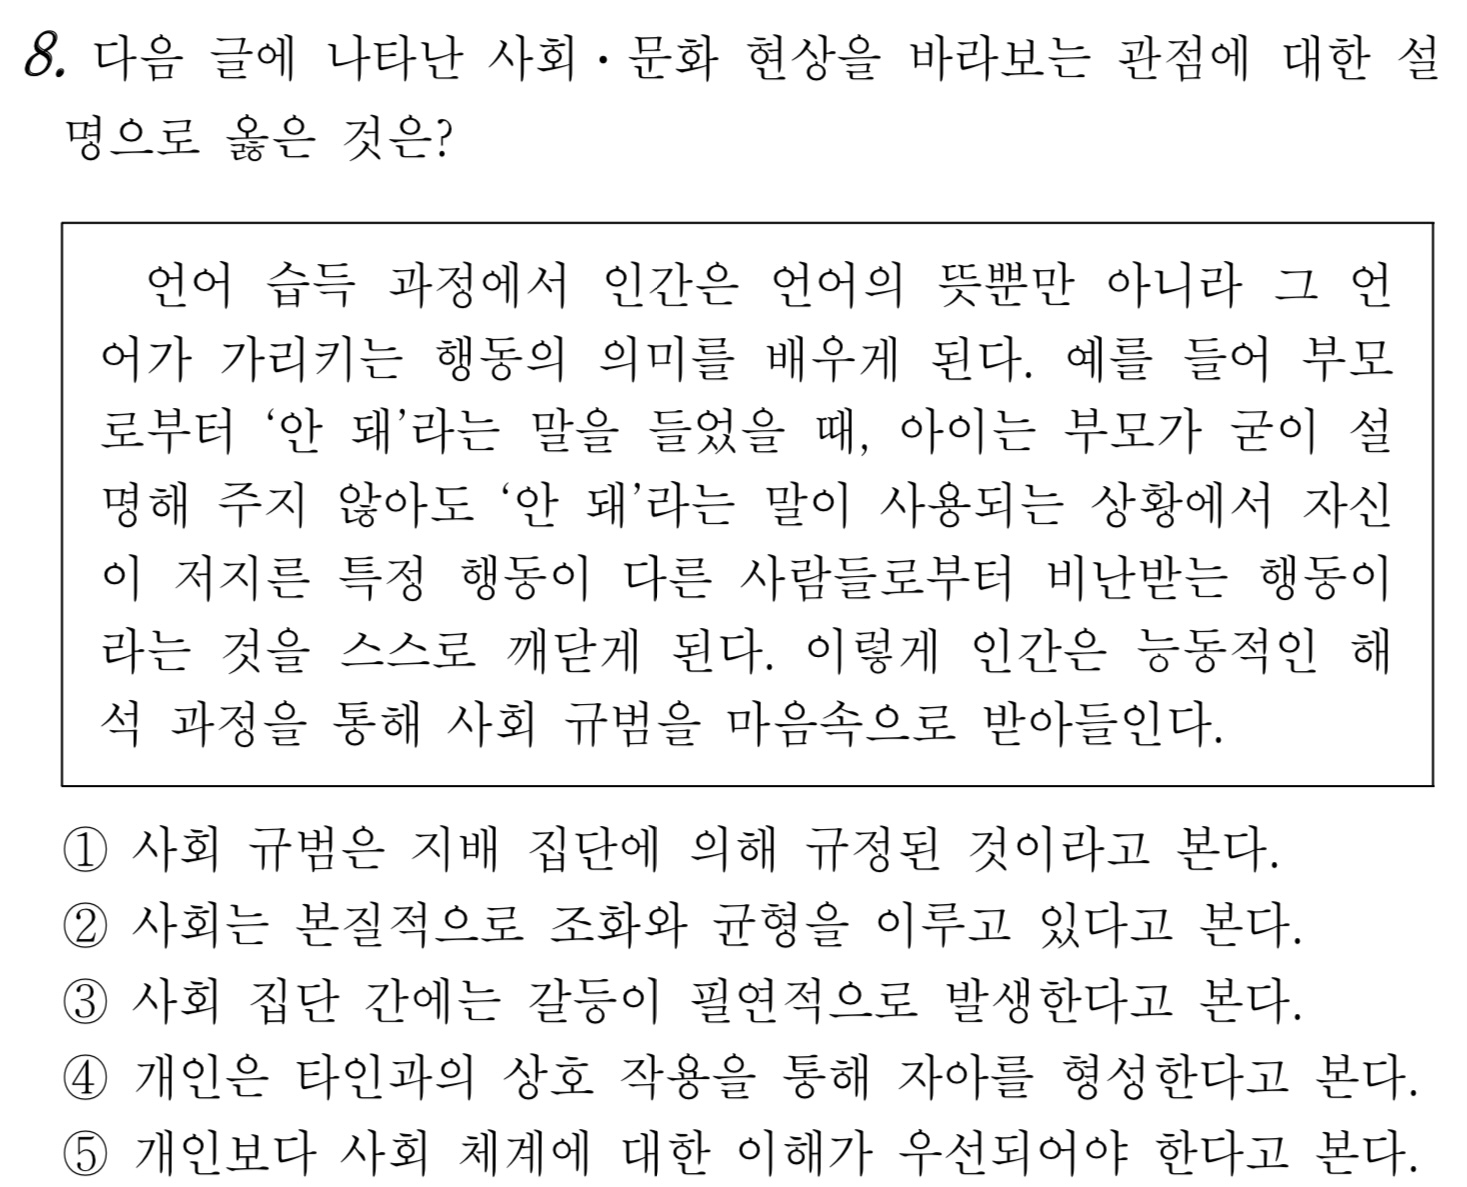 8. 다음 글에 나타난 사회·문화 현상을 바라보는 관점에 대한 설
명으로 옳은 것은?
언어 습득 과정에서 인간은 언어의 뜻뿐만 아니라 그 언
어가 가리키는 행동의 의미를 배우게 된다. 예를 들어 부모
로부터 ‘안 돼’라는 말을 들었을 때, 아이는 부모가 굳이 설
명해 주지 않아도 ‘안 돼’라는 말이 사용되는 상황에서 자신
이 저지른 특정 행동이 다른 사람들로부터 비난받는 행동이
라는 것을 스스로 깨닫게 된다. 이렇게 인간은 능동적인 해
석 과정을 통해 사회 규범을 마음속으로 받아들인다.
① 사회 규범은 지배 집단에 의해 규정된 것이라고 본다.
② 사회는 본질적으로 조화와 균형을 이루고 있다고 본다.
③ 사회 집단 간에는 갈등이 필연적으로 발생한다고 본다.
④ 개인은 타인과의 상호 작용을 통해 자아를 형성한다고 본다.
⑤ 개인보다 사회 체계에 대한 이해가 우선되어야 한다고 본다.